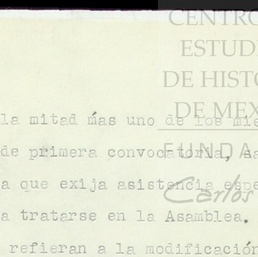 CENTRO
ESTUD
DE HISTO
DE MEX
FUNDA
Carlos
la mitad más uno de los mie
de primera convocatoria, sa
a que exija asistencia espe
a tratarse en la Asamblea.
refieran a la modificación